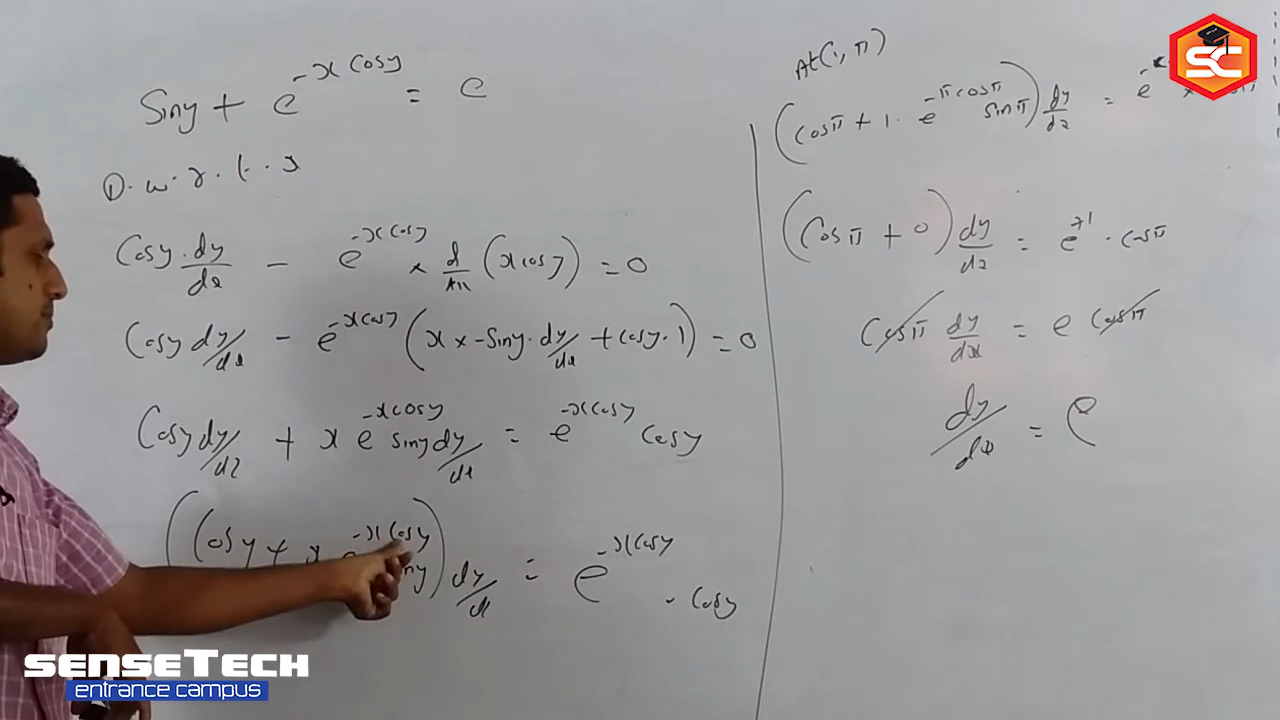 Siny + e^{-x cosy} = e
D.w.r.t.x
Cosy · dy/dx - e^{-x cosy} × d/dx (x cosy) = 0
Cosy dy/dx - e^{-x cosy} (x × -siny · dy/dx + cosy · 1) = 0
Cosy dy/dx + x e^{-x cosy} siny dy/dx = e^{-x cosy} cosy
(Cosy + x e^{-x cosy} dy/dx = e^{-x cosy} · cosy
At (1, π)
(cosπ + 1 · e^{-π cosπ} sinπ) dy/dx = e
(Cosπ + 0) dy/dx = e^{+1} · cosπ
Cosπ dy/dx = e cosπ
dy/dx = e
SC
SENSETECH
entrance campus